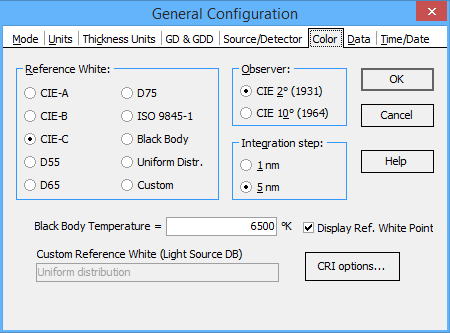 General Configuration
Mode Units Thickness Units GD & GDD Source/Detector Color Data Time/Date
Reference White:
CIE-A
CIE-B
CIE-C
D55
D65
D75
ISO 9845-1
Black Body
Uniform Distr.
Custom
Observer:
CIE 2° (1931)
CIE 10° (1964)
Integration step:
1 nm
5 nm
OK
Cancel
Help
Black Body Temperature = 6500 °K
Display Ref. White Point
Custom Reference White (Light Source DB)
Uniform distribution
CRI options...